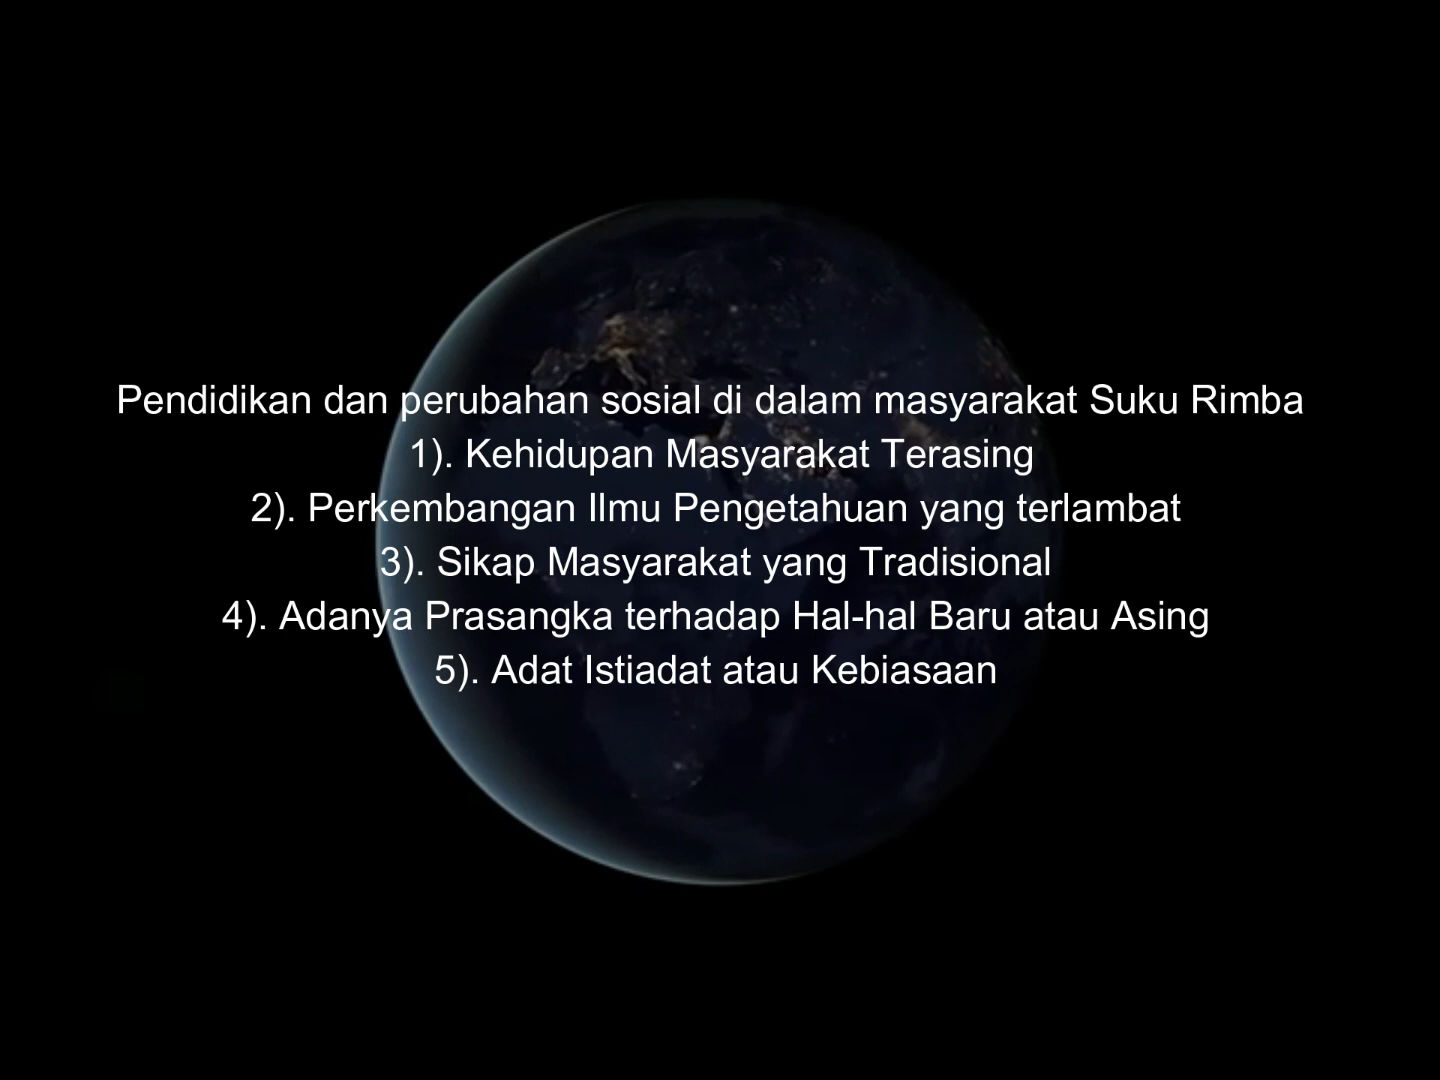 Pendidikan dan perubahan sosial di dalam masyarakat Suku Rimba
1). Kehidupan Masyarakat Terasing
2). Perkembangan Ilmu Pengetahuan yang terlambat
3). Sikap Masyarakat yang Tradisional
4). Adanya Prasangka terhadap Hal-hal Baru atau Asing
5). Adat Istiadat atau Kebiasaan